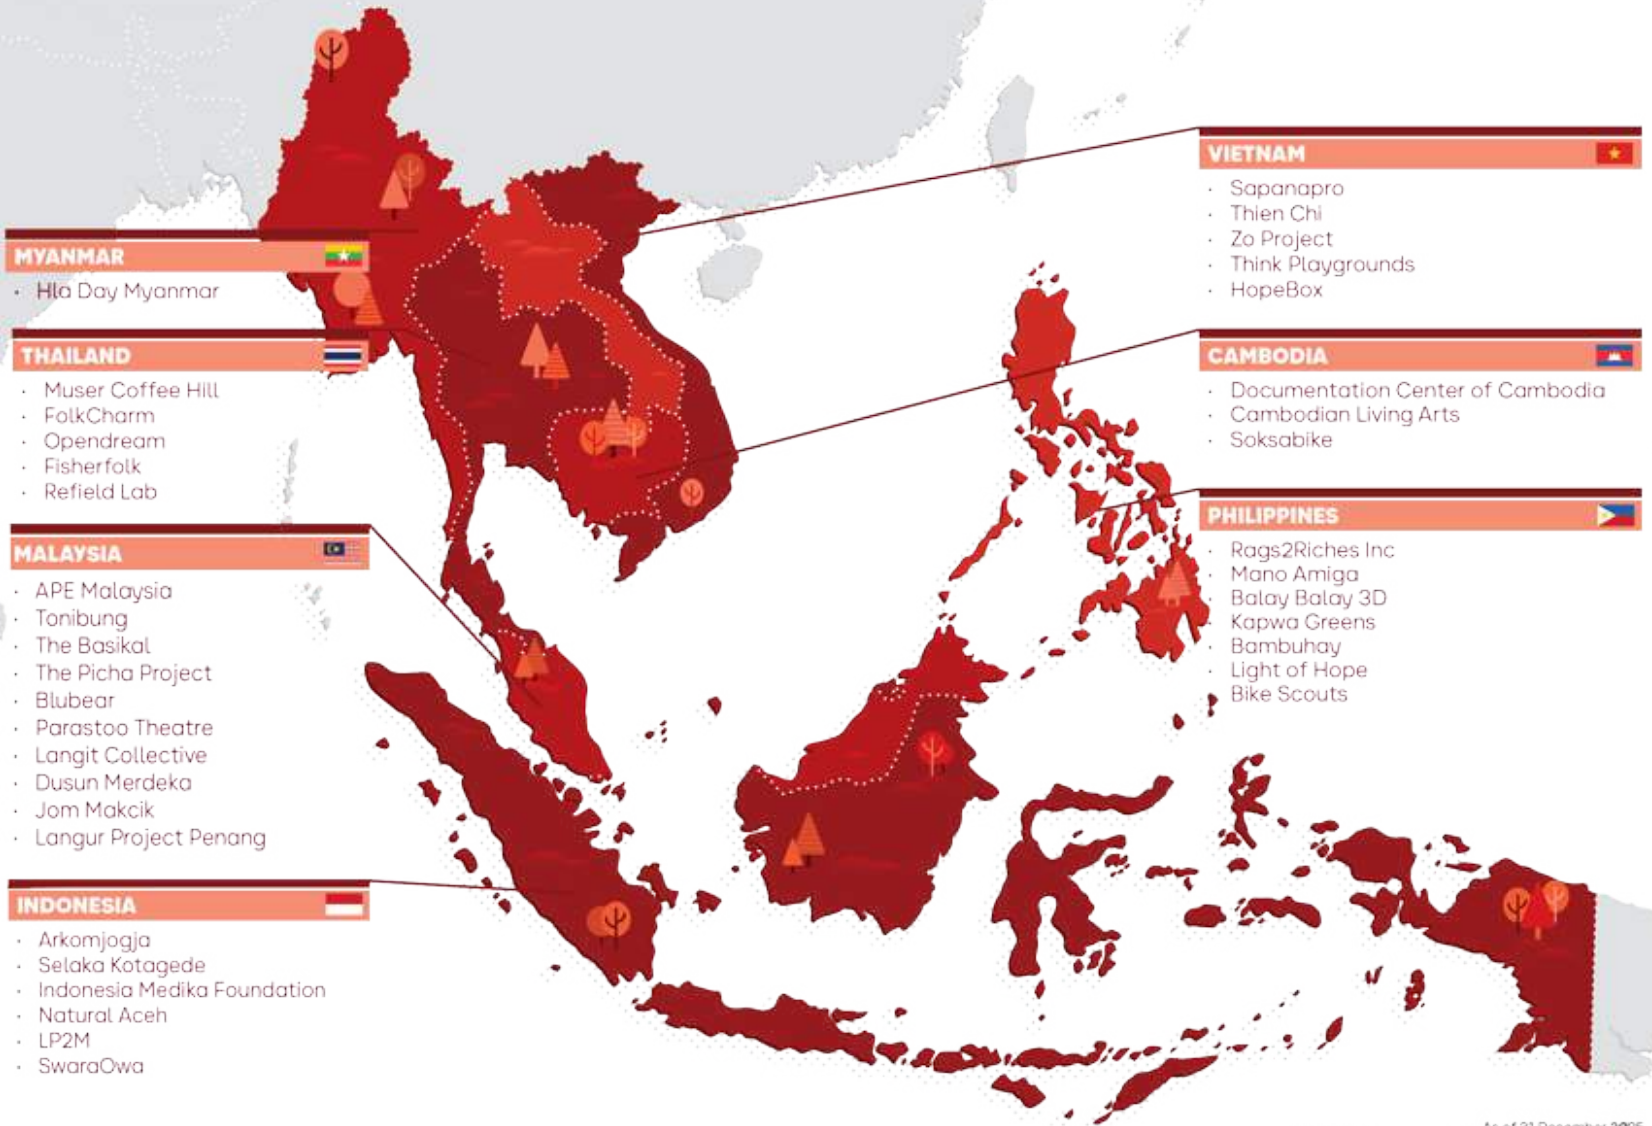 MYANMAR
· Hla Day Myanmar
THAILAND
· Muser Coffee Hill
· FolkCharm
· Opendream
· Fisherfolk
· Refield Lab
MALAYSIA
· APE Malaysia
· Tonibung
· The Basikal
· The Picha Project
· Blubear
· Parastoo Theatre
· Langit Collective
· Dusun Merdeka
· Jom Makcik
· Langur Project Penang
INDONESIA
· Arkomjogja
· Selaka Kotagede
· Indonesia Medika Foundation
· Natural Aceh
· LP2M
· SwaraOwa
VIETNAM
· Sapanapro
· Thien Chi
· Zo Project
· Think Playgrounds
· HopeBox
CAMBODIA
· Documentation Center of Cambodia
· Cambodian Living Arts
· Soksabike
PHILIPPINES
· Rags2Riches Inc
· Mano Amiga
· Balay Balay 3D
· Kapwa Greens
· Bambuhay
· Light of Hope
· Bike Scouts
As of 31 December